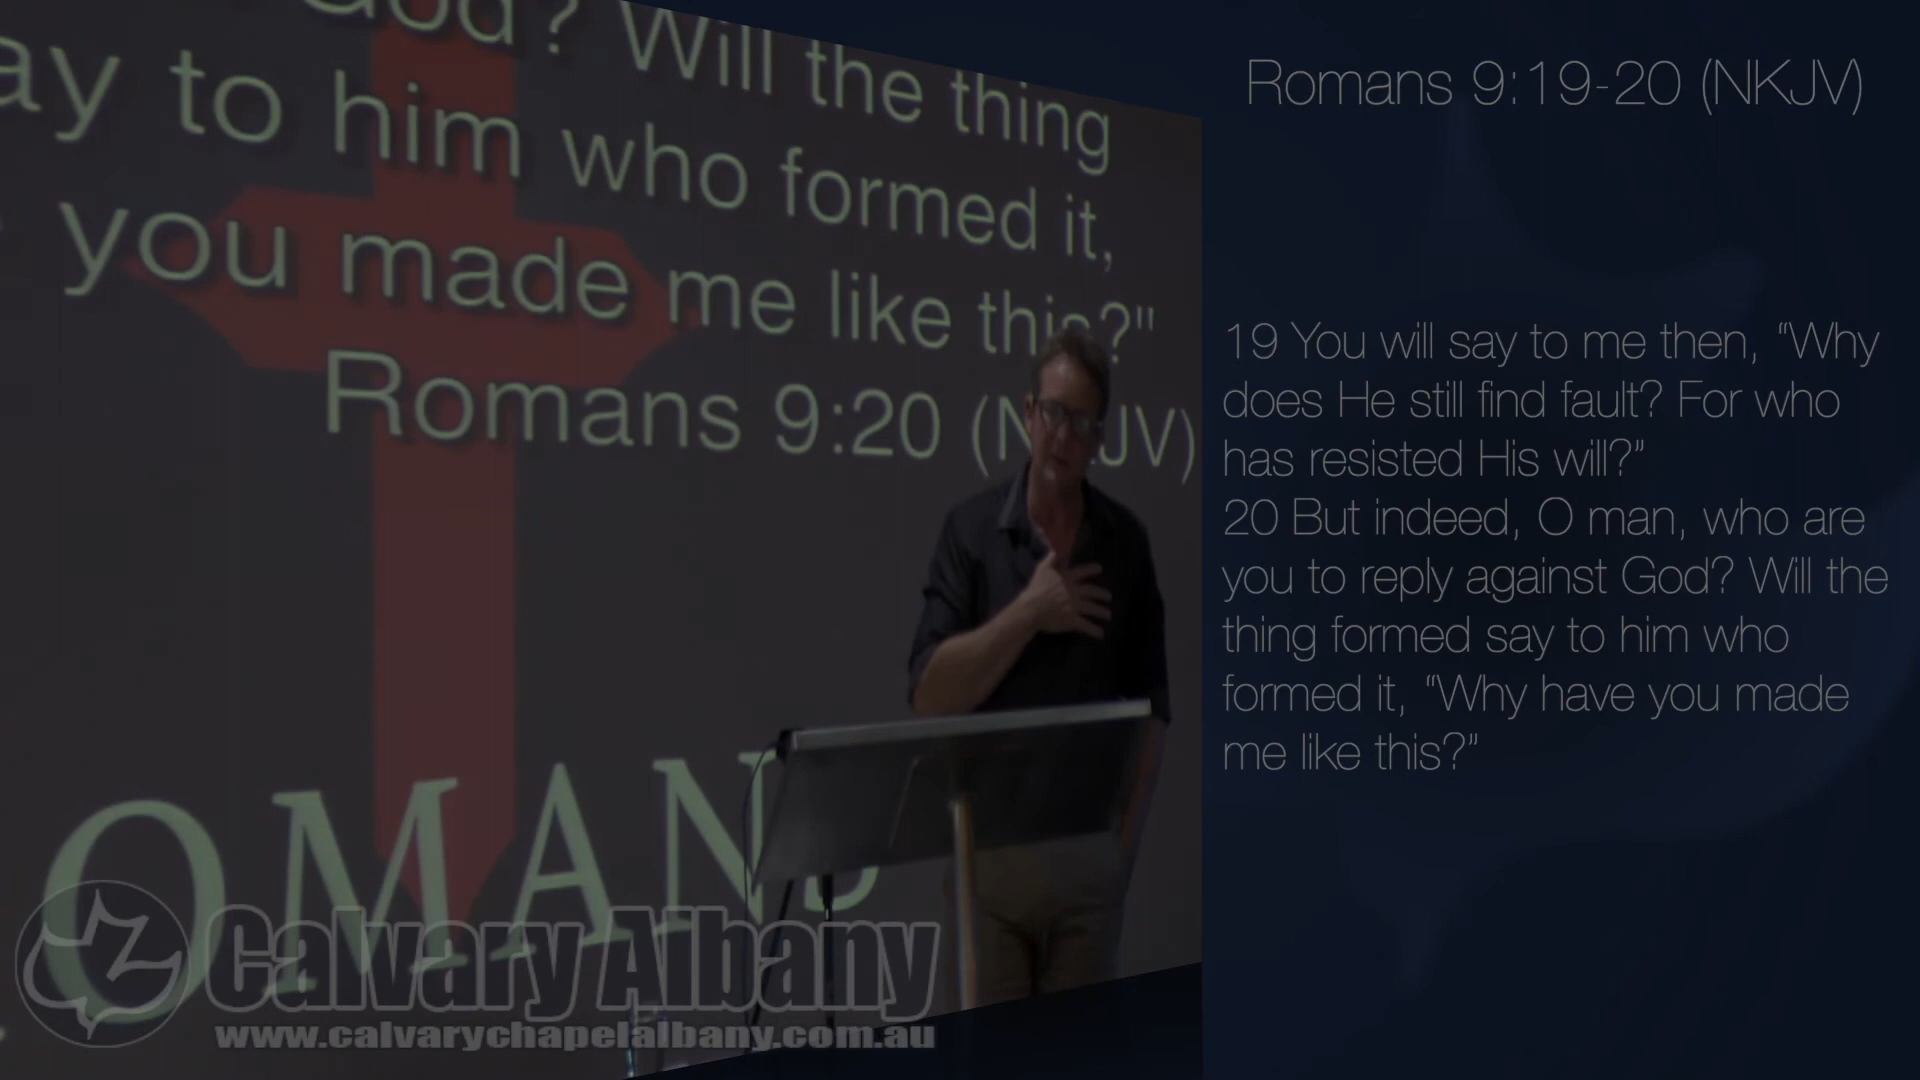 God? Will the thing
ay to him who formed it,
you made me like this?"
Romans 9:20 (NKJV)
OMANS
Calvary Albany
www.calvarychapelalbany.com.au
Romans 9:19-20 (NKJV)
19 You will say to me then, “Why
does He still find fault? For who
has resisted His will?”
20 But indeed, O man, who are
you to reply against God? Will the
thing formed say to him who
formed it, “Why have you made
me like this?”